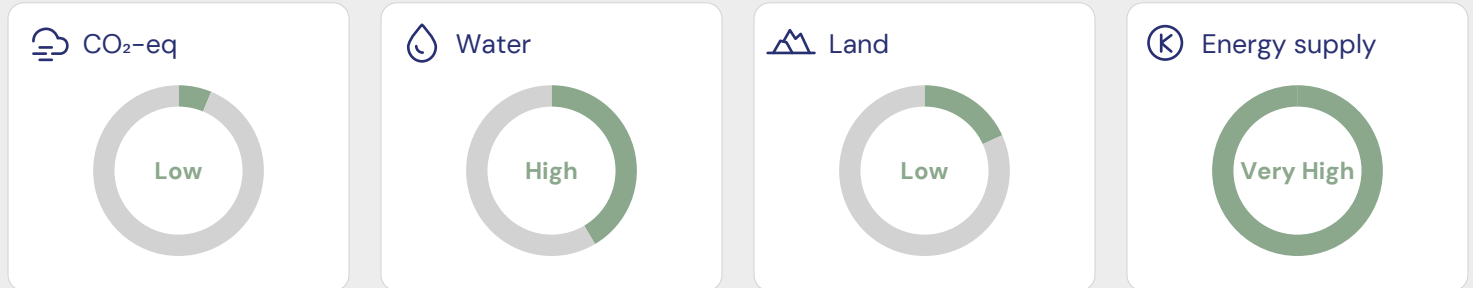 CO₂-eq
Water
Land
Energy supply
Low
High
Low
Very High